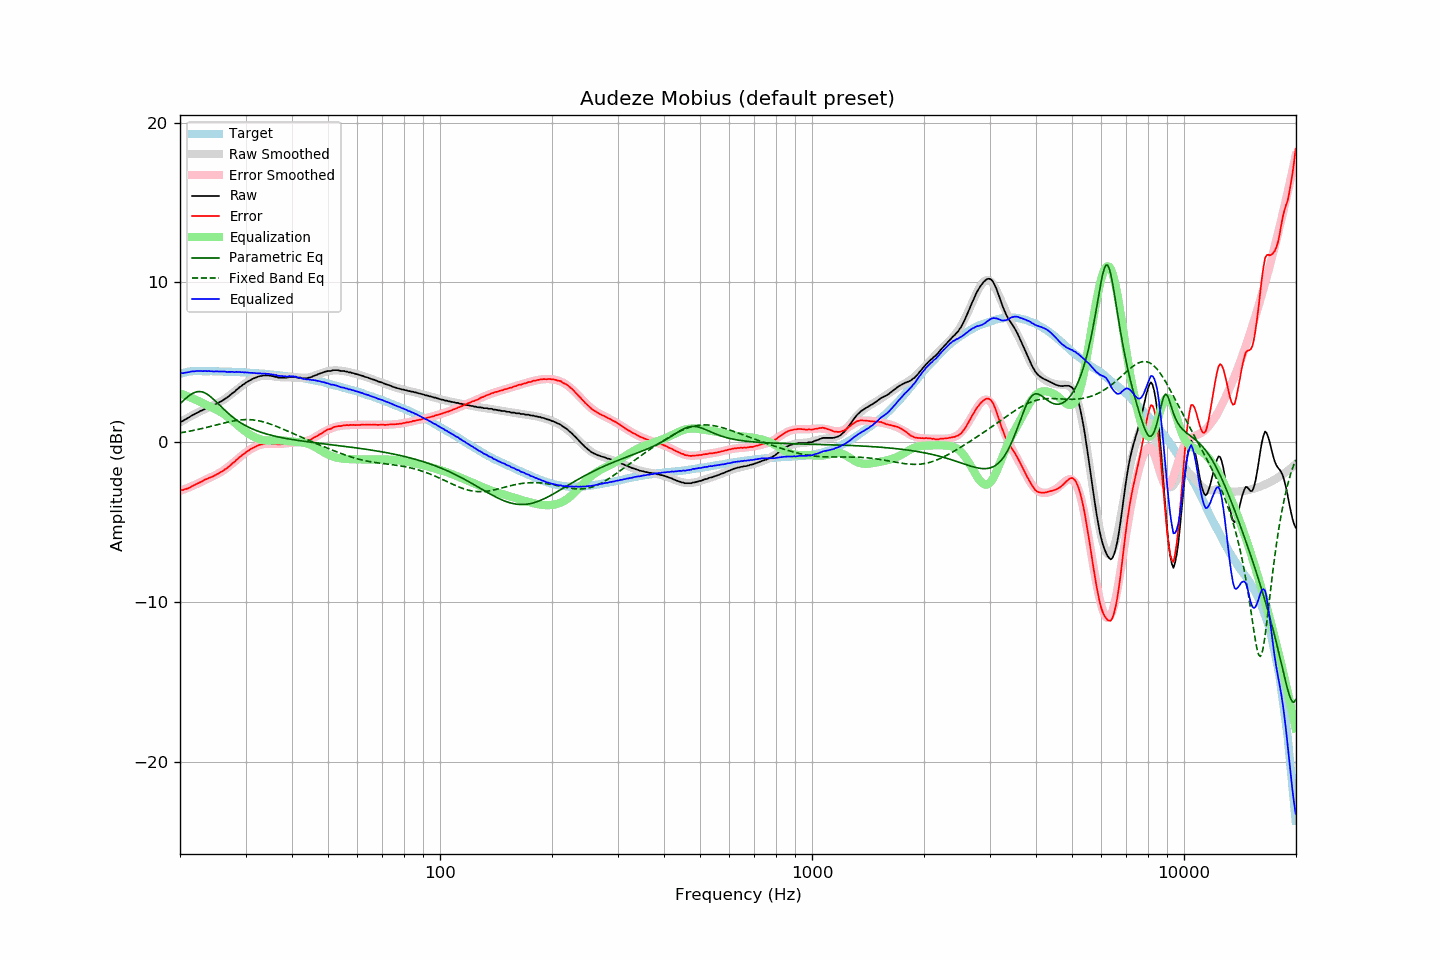 Audeze Mobius (default preset)
Target
Raw Smoothed
Error Smoothed
Raw
Error
Equalization
Parametric Eq
Fixed Band Eq
Equalized
20
10
0
−10
−20
Amplitude (dBr)
100
1000
10000
Frequency (Hz)